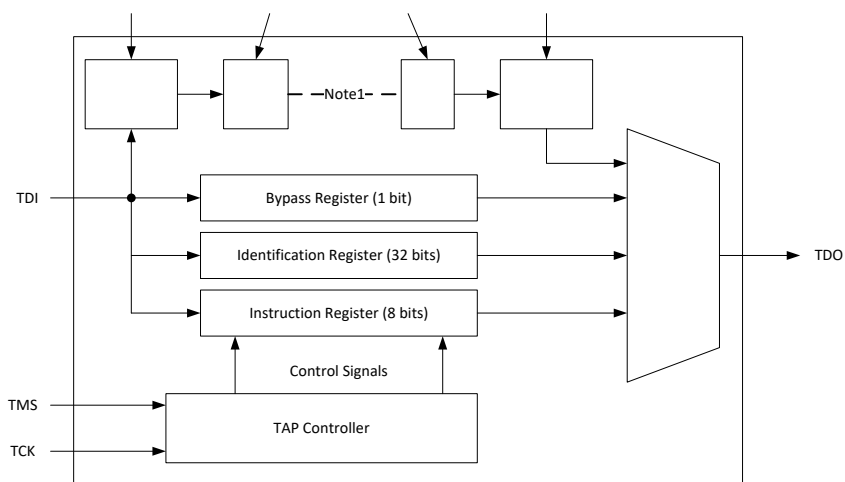 Note1
TDI
Bypass Register (1 bit)
Identification Register (32 bits)
TDO
Instruction Register (8 bits)
Control Signals
TMS
TAP Controller
TCK